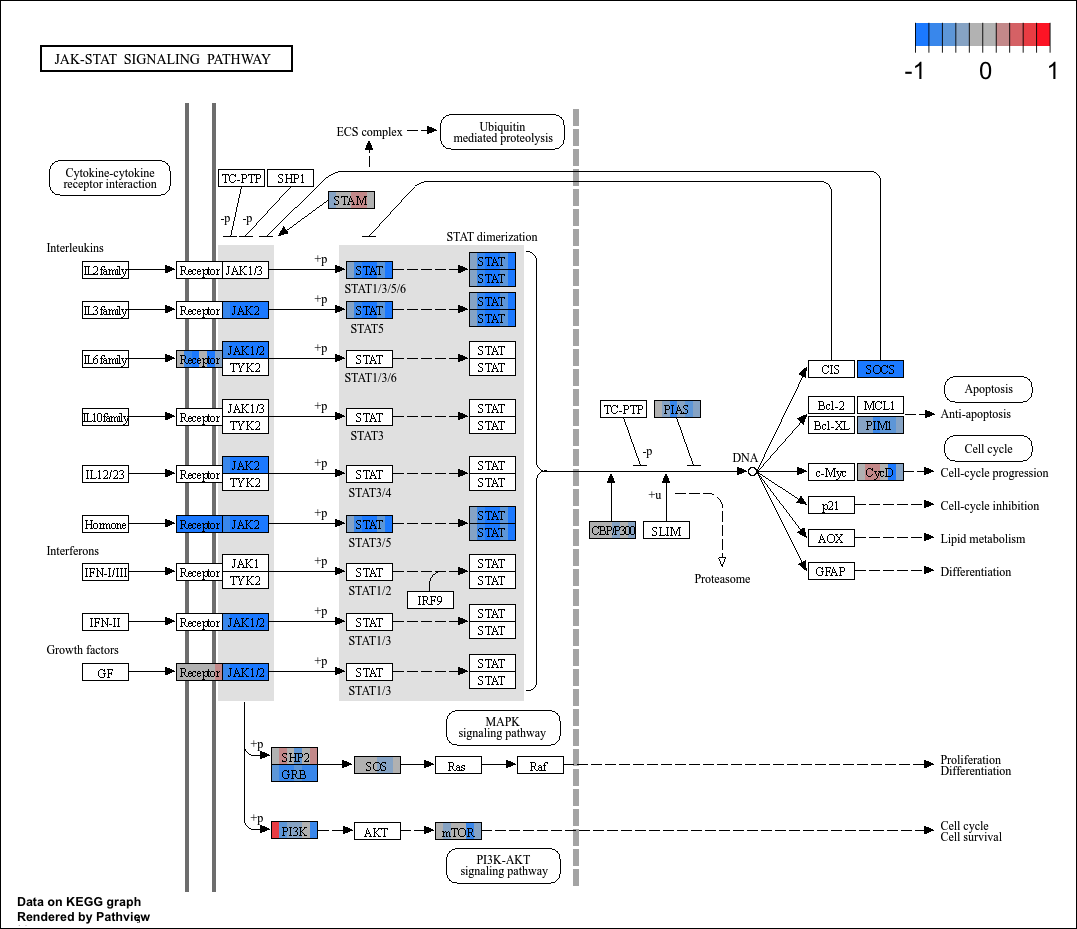 JAK-STAT SIGNALING PATHWAY
-1 0 1
ECS complex
Ubiquitin
mediated proteolysis
Cytokine-cytokine
receptor interaction
TC-PTP
SHP1
STAM
-p
-p
STAT dimerization
Interleukins
IL2 family
Receptor
JAK1/3
+p
STAT
STAT1/3/5/6
STAT
STAT
IL3 family
Receptor
JAK2
+p
STAT
STAT5
STAT
STAT
IL6 family
Receptor
JAK1/2
TYK2
+p
STAT
STAT1/3/6
STAT
STAT
IL10 family
Receptor
JAK1/3
TYK2
+p
STAT
STAT3
STAT
STAT
IL12/23
Receptor
JAK2
TYK2
+p
STAT
STAT3/4
STAT
STAT
Hormone
Receptor
JAK2
+p
STAT
STAT3/5
STAT
STAT
Interferons
IFN-I/III
Receptor
JAK1
TYK2
+p
STAT
STAT1/2
IRF9
STAT
STAT
IFN-II
Receptor
JAK1/2
+p
STAT
STAT1/3
STAT
STAT
Growth factors
GF
Receptor
JAK1/2
+p
STAT
STAT1/3
STAT
STAT
TC-PTP
PIAS
-p
+u
CBP/P300
SLIM
Proteasome
DNA
CIS
SOCS
Apoptosis
Bcl-2
MCL1
Bcl-XL
PIM1
Anti-apoptosis
Cell cycle
c-Myc
CycD
Cell-cycle progression
p21
Cell-cycle inhibition
AOX
Lipid metabolism
GFAP
Differentiation
MAPK
signaling pathway
+p
SHP2
GRB
SOS
Ras
Raf
Proliferation
Differentiation
+p
PI3K
AKT
mTOR
Cell cycle
Cell survival
PI3K-AKT
signaling pathway
Data on KEGG graph
Rendered by Pathview